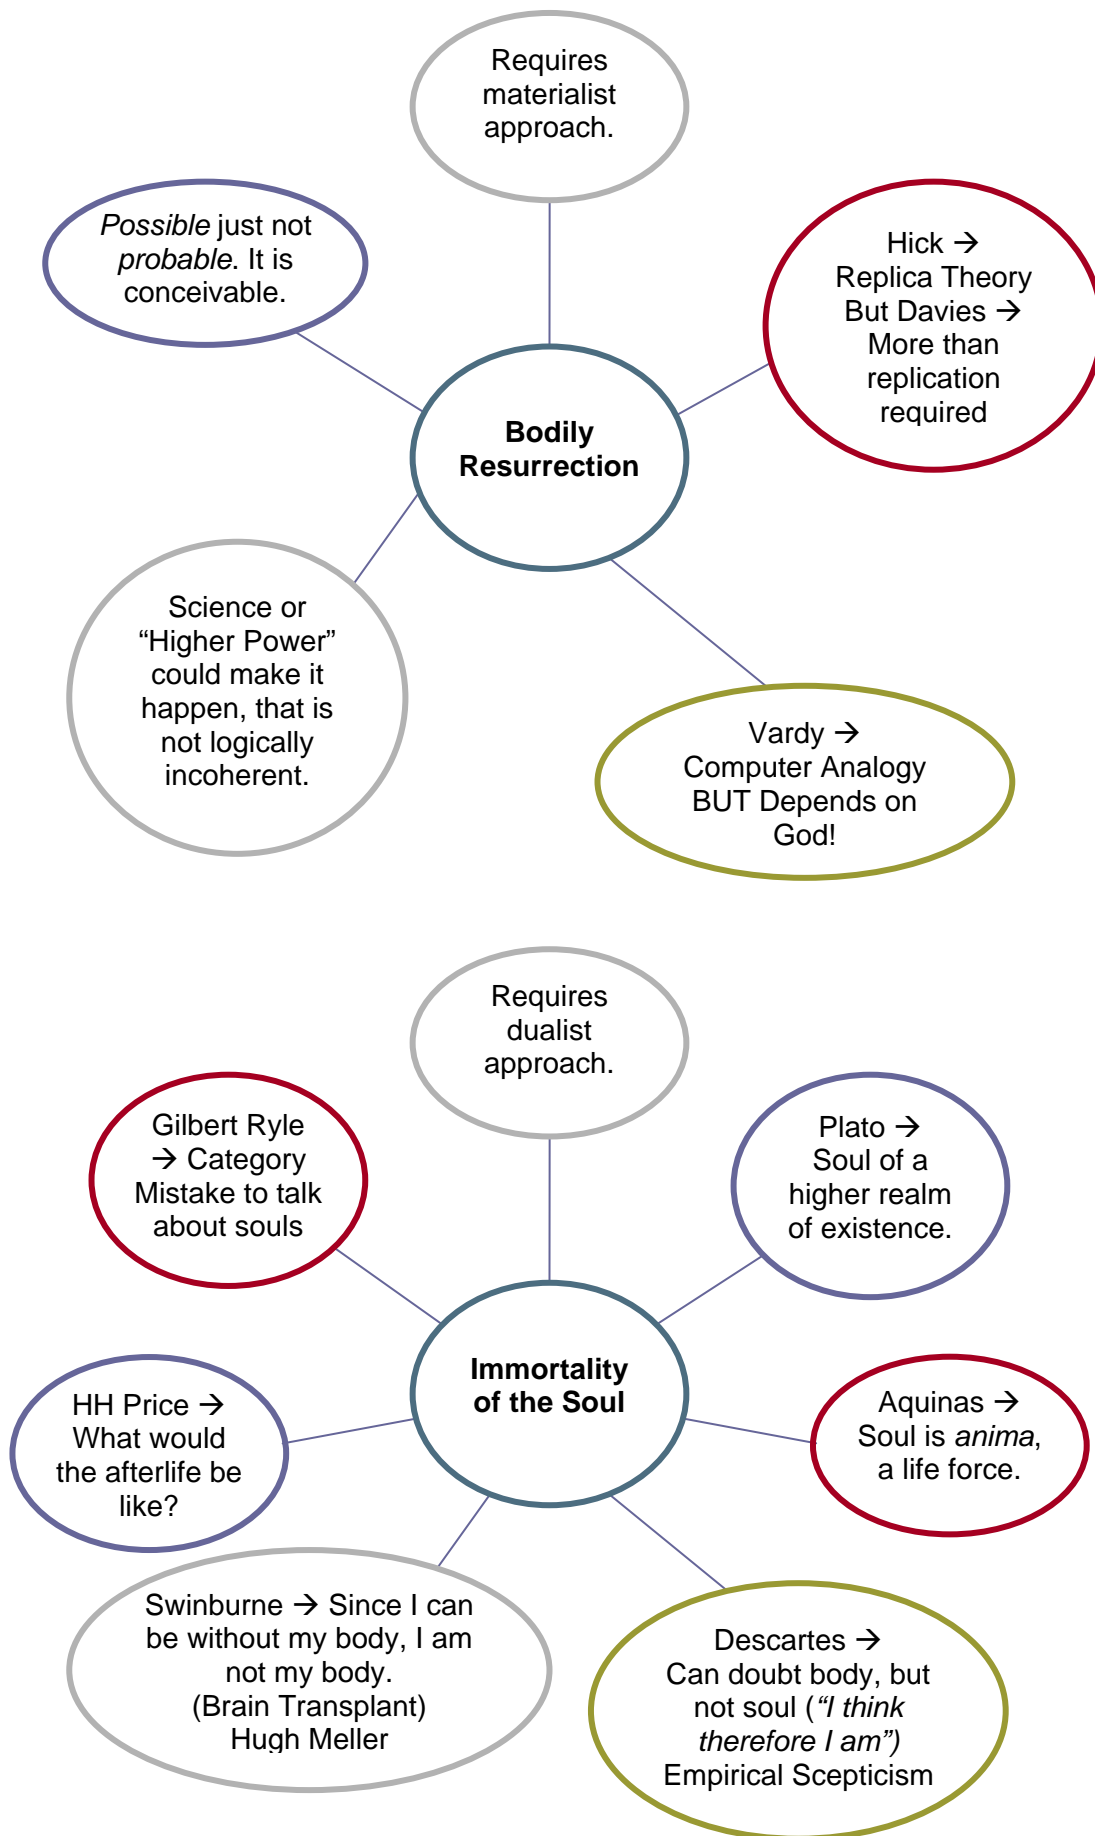 Requires
materialist
approach.
Possible just not
probable. It is
conceivable.
Hick →
Replica Theory
But Davies →
More than
replication
required
Bodily
Resurrection
Science or
“Higher Power”
could make it
happen, that is
not logically
incoherent.
Vardy →
Computer Analogy
BUT Depends on
God!
Requires
dualist
approach.
Gilbert Ryle
→ Category
Mistake to talk
about souls
Plato →
Soul of a
higher realm
of existence.
Immortality
of the Soul
HH Price →
What would
the afterlife be
like?
Aquinas →
Soul is anima,
a life force.
Swinburne → Since I can
be without my body, I am
not my body.
(Brain Transplant)
Hugh Meller
Descartes →
Can doubt body, but
not soul (“I think
therefore I am”)
Empirical Scepticism